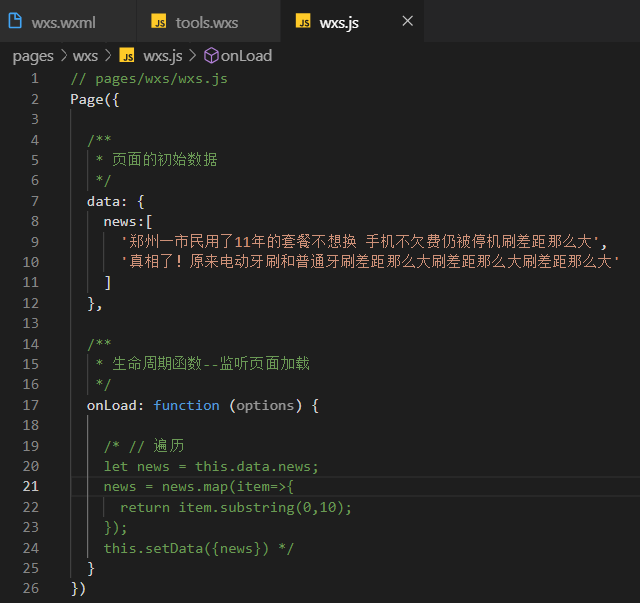 wxs.wxml JS tools.wxs JS wxs.js ×
pages > wxs > JS wxs.js > onLoad
1 // pages/wxs/wxs.js
2 Page({
3
4 /**
5 * 页面的初始数据
6 */
7 data: {
8 news:[
9 '郑州一市民用了11年的套餐不想换 手机不欠费仍被停机刷差距那么大',
10 '真相了！原来电动牙刷和普通牙刷差距那么大刷差距那么大刷差距那么大'
11 ]
12 },
13
14 /**
15 * 生命周期函数--监听页面加载
16 */
17 onLoad: function (options) {
18
19 /* // 遍历
20 let news = this.data.news;
21 news = news.map(item=>{
22 return item.substring(0,10);
23 });
24 this.setData({news}) */
25 }
26 })